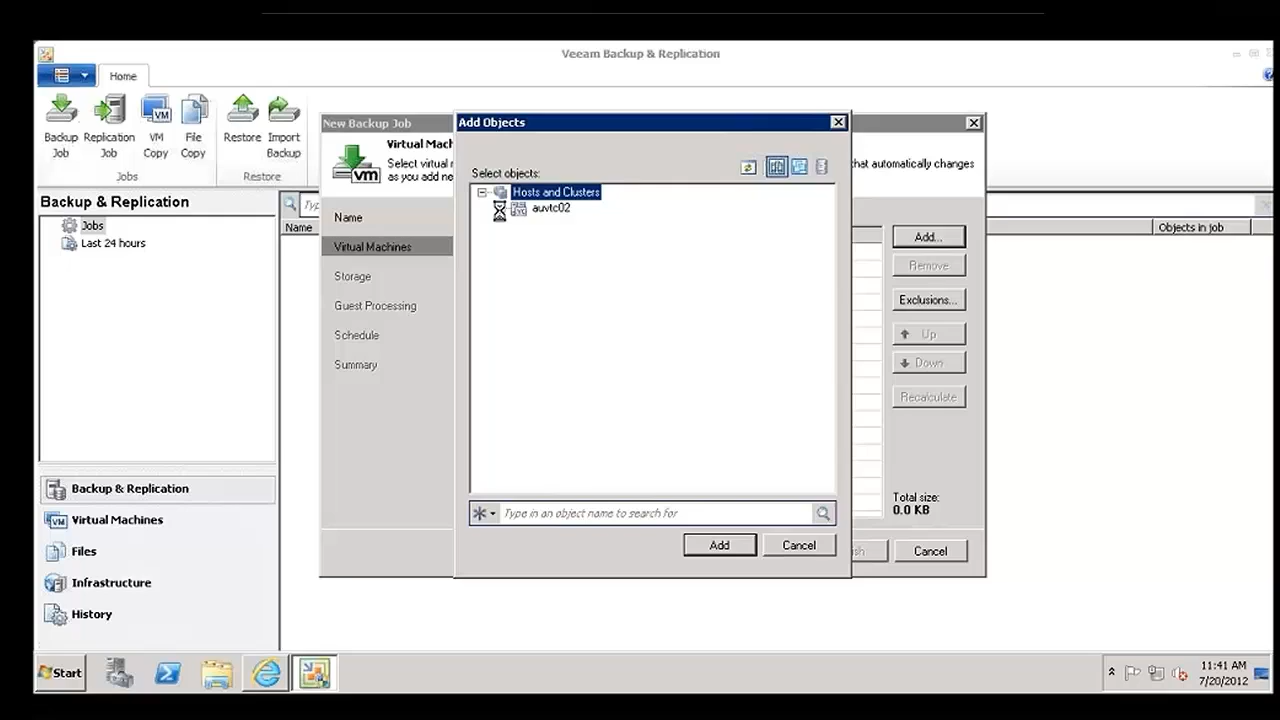 Veeam Backup & Replication
Home
Backup Job
Replication Job
VM Copy
File Copy
Restore
Import Backup
Jobs
Restore
Backup & Replication
Jobs
Last 24 hours
Backup & Replication
Virtual Machines
Files
Infrastructure
History
Name
Objects in job
New Backup Job
Select virtual
as you add ne
that automatically changes
Name
Virtual Machines
Storage
Guest Processing
Schedule
Summary
Add...
Remove
Exclusions...
Up
Down
Recalculate
Total size:
0.0 KB
Cancel
Add Objects
Select objects:
Hosts and Clusters
auvtc02
Type in an object name to search for
Add
Cancel
Start
11:41 AM
7/20/2012